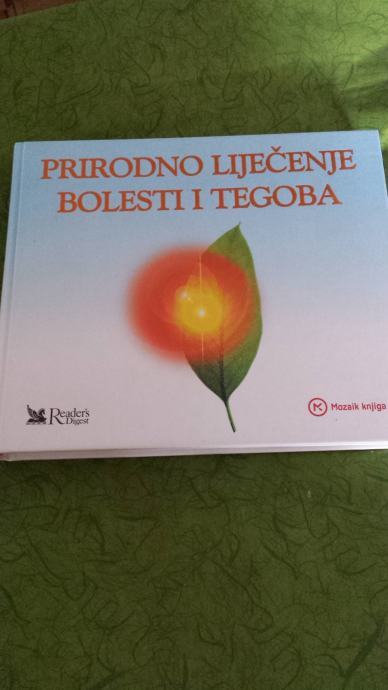 PRIRODNO LIJEČENJE
BOLESTI I TEGOBA
Reader's
Digest
Mozaik knjiga